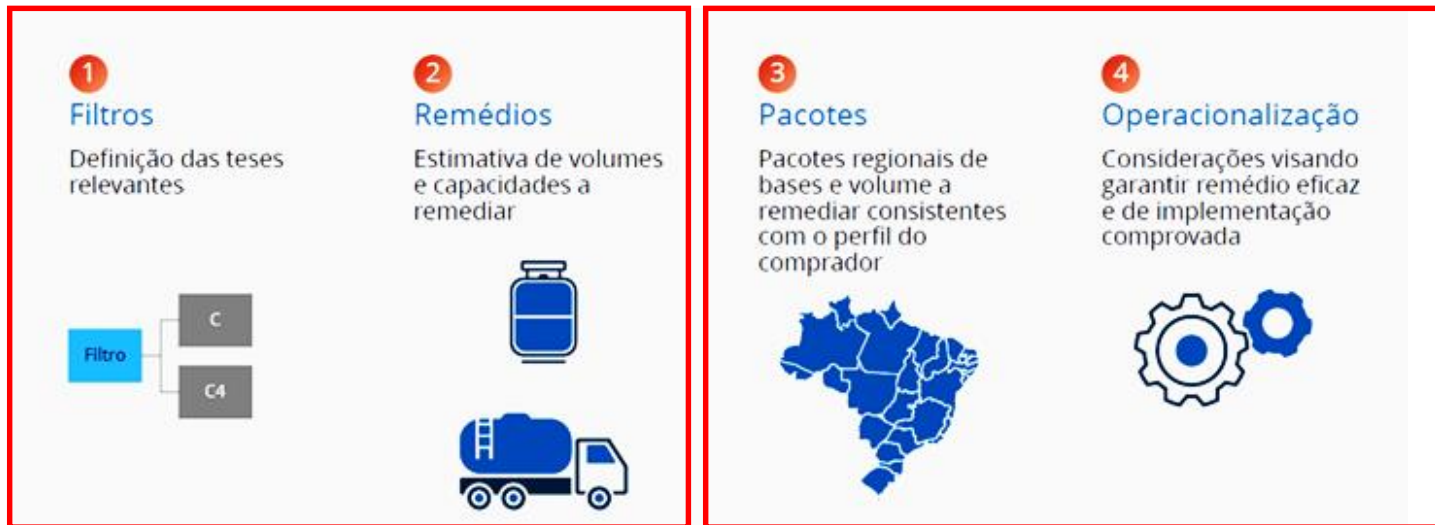 1
Filtros
Definição das teses
relevantes
Filtro
C
C4
2
Remédios
Estimativa de volumes
e capacidades a
remediar
3
Pacotes
Pacotes regionais de
bases e volume a
remediar consistentes
com o perfil do
comprador
4
Operacionalização
Considerações visando
garantir remédio eficaz
e de implementação
comprovada